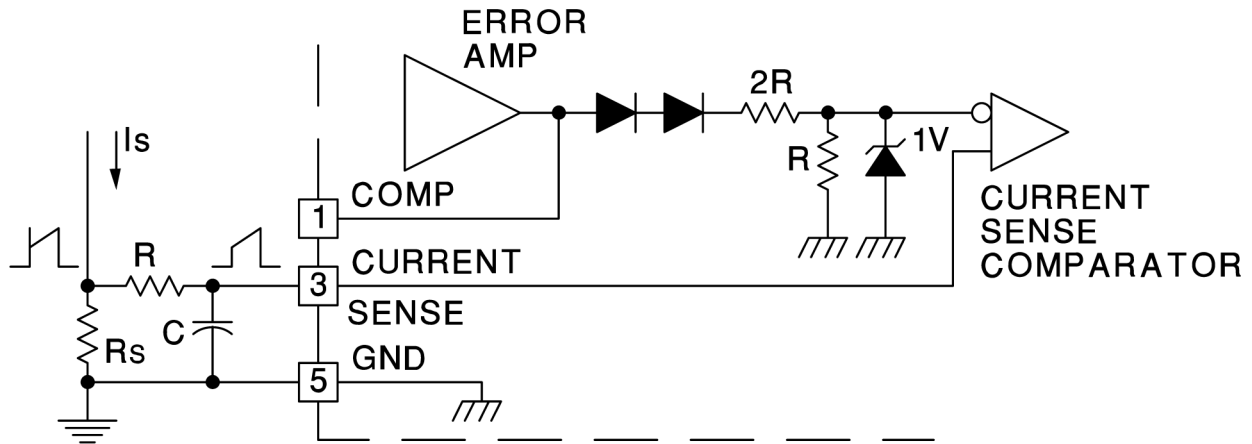 ERROR
AMP
2R
R
1V
Is
COMP
1
CURRENT
SENSE
COMPARATOR
R
CURRENT
3
SENSE
C
Rs
GND
5